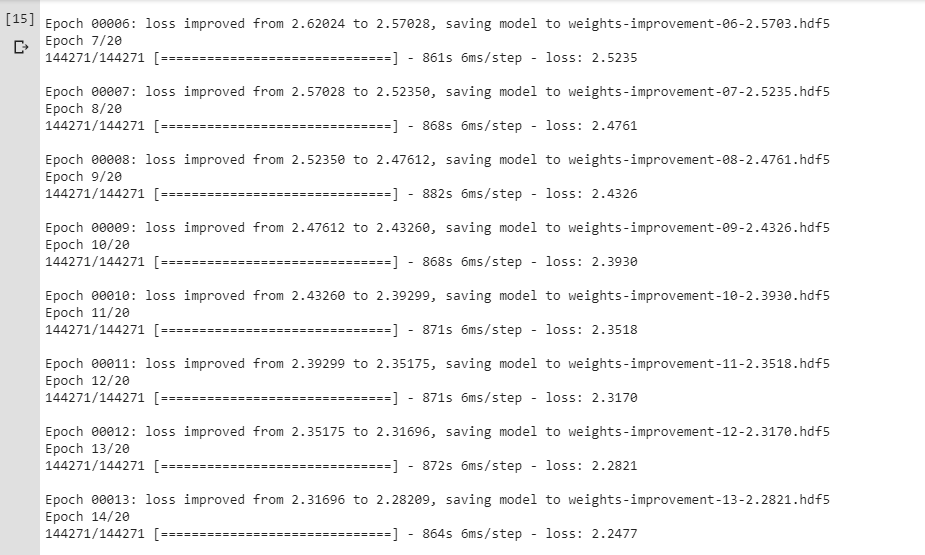 [15]
Epoch 00006: loss improved from 2.62024 to 2.57028, saving model to weights-improvement-06-2.5703.hdf5
Epoch 7/20
144271/144271 [==============================] - 861s 6ms/step - loss: 2.5235
Epoch 00007: loss improved from 2.57028 to 2.52350, saving model to weights-improvement-07-2.5235.hdf5
Epoch 8/20
144271/144271 [==============================] - 868s 6ms/step - loss: 2.4761
Epoch 00008: loss improved from 2.52350 to 2.47612, saving model to weights-improvement-08-2.4761.hdf5
Epoch 9/20
144271/144271 [==============================] - 882s 6ms/step - loss: 2.4326
Epoch 00009: loss improved from 2.47612 to 2.43260, saving model to weights-improvement-09-2.4326.hdf5
Epoch 10/20
144271/144271 [==============================] - 868s 6ms/step - loss: 2.3930
Epoch 00010: loss improved from 2.43260 to 2.39299, saving model to weights-improvement-10-2.3930.hdf5
Epoch 11/20
144271/144271 [==============================] - 871s 6ms/step - loss: 2.3518
Epoch 00011: loss improved from 2.39299 to 2.35175, saving model to weights-improvement-11-2.3518.hdf5
Epoch 12/20
144271/144271 [==============================] - 871s 6ms/step - loss: 2.3170
Epoch 00012: loss improved from 2.35175 to 2.31696, saving model to weights-improvement-12-2.3170.hdf5
Epoch 13/20
144271/144271 [==============================] - 872s 6ms/step - loss: 2.2821
Epoch 00013: loss improved from 2.31696 to 2.28209, saving model to weights-improvement-13-2.2821.hdf5
Epoch 14/20
144271/144271 [==============================] - 864s 6ms/step - loss: 2.2477